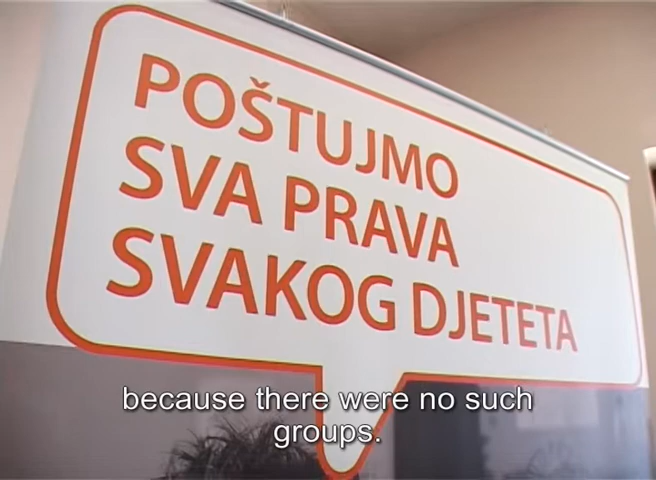 POŠTUJMO
SVA PRAVA
SVAKOG DJETETA
because there were no such
groups.